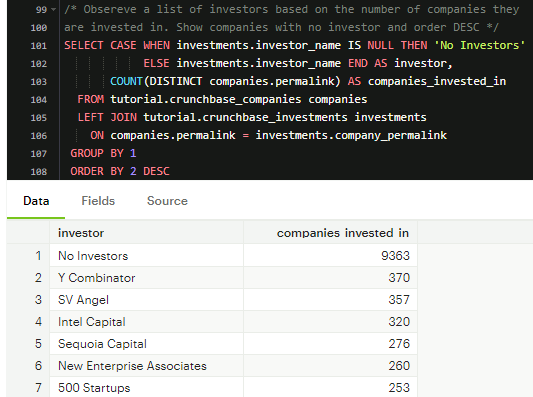 99 /* Obsereve a list of investors based on the number of companies they
100 are invested in. Show companies with no investor and order DESC */
101 SELECT CASE WHEN investments.investor_name IS NULL THEN 'No Investors'
102 ELSE investments.investor_name END AS investor,
103 COUNT(DISTINCT companies.permalink) AS companies_invested_in
104 FROM tutorial.crunchbase_companies companies
105 LEFT JOIN tutorial.crunchbase_investments investments
106 ON companies.permalink = investments.company_permalink
107 GROUP BY 1
108 ORDER BY 2 DESC
Data Fields Source
investor companies invested in
1 No Investors 9363
2 Y Combinator 370
3 SV Angel 357
4 Intel Capital 320
5 Sequoia Capital 276
6 New Enterprise Associates 260
7 500 Startups 253